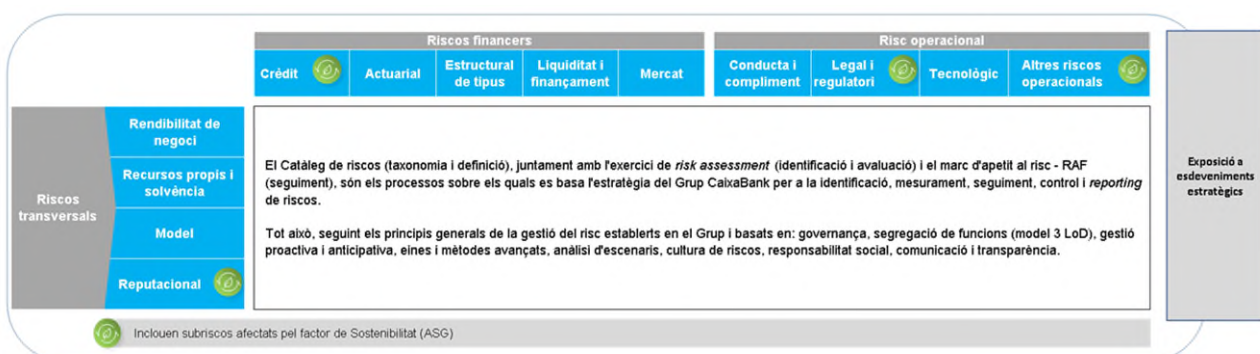 Riscos financers
Risc operacional
Crèdit
Actuarial
Estructural
de tipus
Liquiditat i
finançament
Mercat
Conducta i
compliment
Legal i
regulatori
Tecnològic
Altres riscos
operacionals
Riscos
transversals
Rendibilitat de
negoci
Recursos propis i
solvència
Model
Reputacional
El Catàleg de riscos (taxonomia i definició), juntament amb l'exercici de risk assessment (identificació i avaluació) i el marc d'apetit al risc - RAF
(seguiment), són els processos sobre els quals es basa l'estratègia del Grup CaixaBank per a la identificació, mesurament, seguiment, control i reporting
de riscos.
Tot això, seguint els principis generals de la gestió del risc establerts en el Grup i basats en: governança, segregació de funcions (model 3 LoD), gestió
proactiva i anticipativa, eines i mètodes avançats, anàlisi d'escenaris, cultura de riscos, responsabilitat social, comunicació i transparència.
Exposició a
esdeveniments
estratègics
Inclouen subriscos afectats pel factor de Sostenibilitat (ASG)